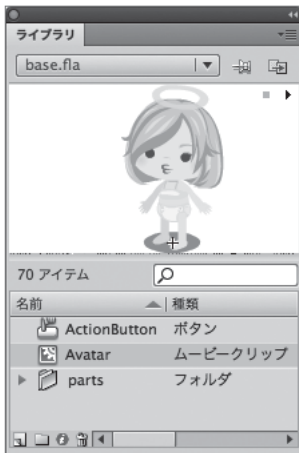 ライブラリ
base.fla
70 アイテム
名前 種類
ActionButton ボタン
Avatar ムービークリップ
parts フォルダ